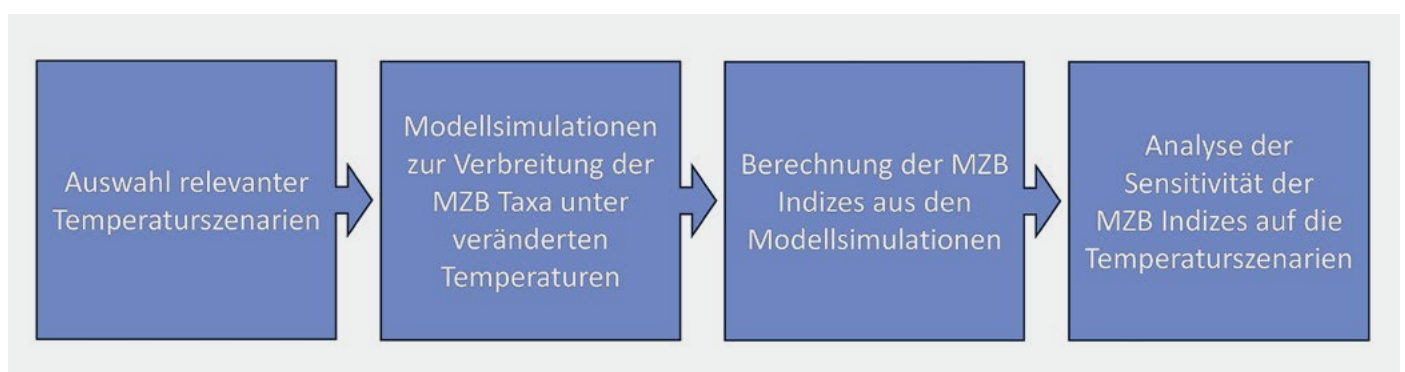 Auswahl relevanter
Temperaturszenarien
Modellsimulationen
zur Verbreitung der
MZB Taxa unter
veränderten
Temperaturen
Berechnung der MZB
Indizes aus den
Modellsimulationen
Analyse der
Sensitivität der
MZB Indizes auf die
Temperaturszenarien